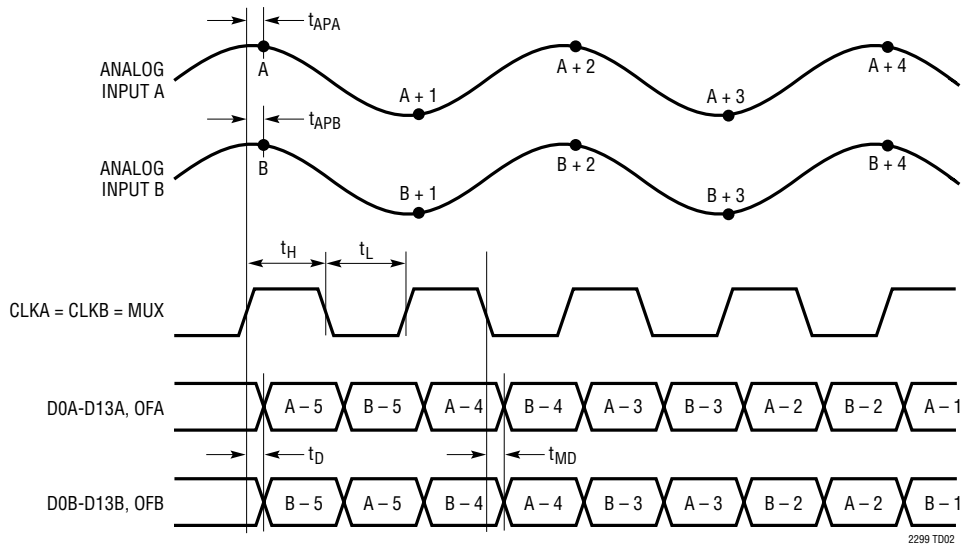 tAPA
ANALOG
INPUT A
A
A + 1
A + 2
A + 3
A + 4
tAPB
ANALOG
INPUT B
B
B + 1
B + 2
B + 3
B + 4
tH
tL
CLKA = CLKB = MUX
D0A-D13A, OFA
A – 5
B – 5
A – 4
B – 4
A – 3
B – 3
A – 2
B – 2
A – 1
tD
tMD
D0B-D13B, OFB
B – 5
A – 5
B – 4
A – 4
B – 3
A – 3
B – 2
A – 2
B – 1
2299 TD02